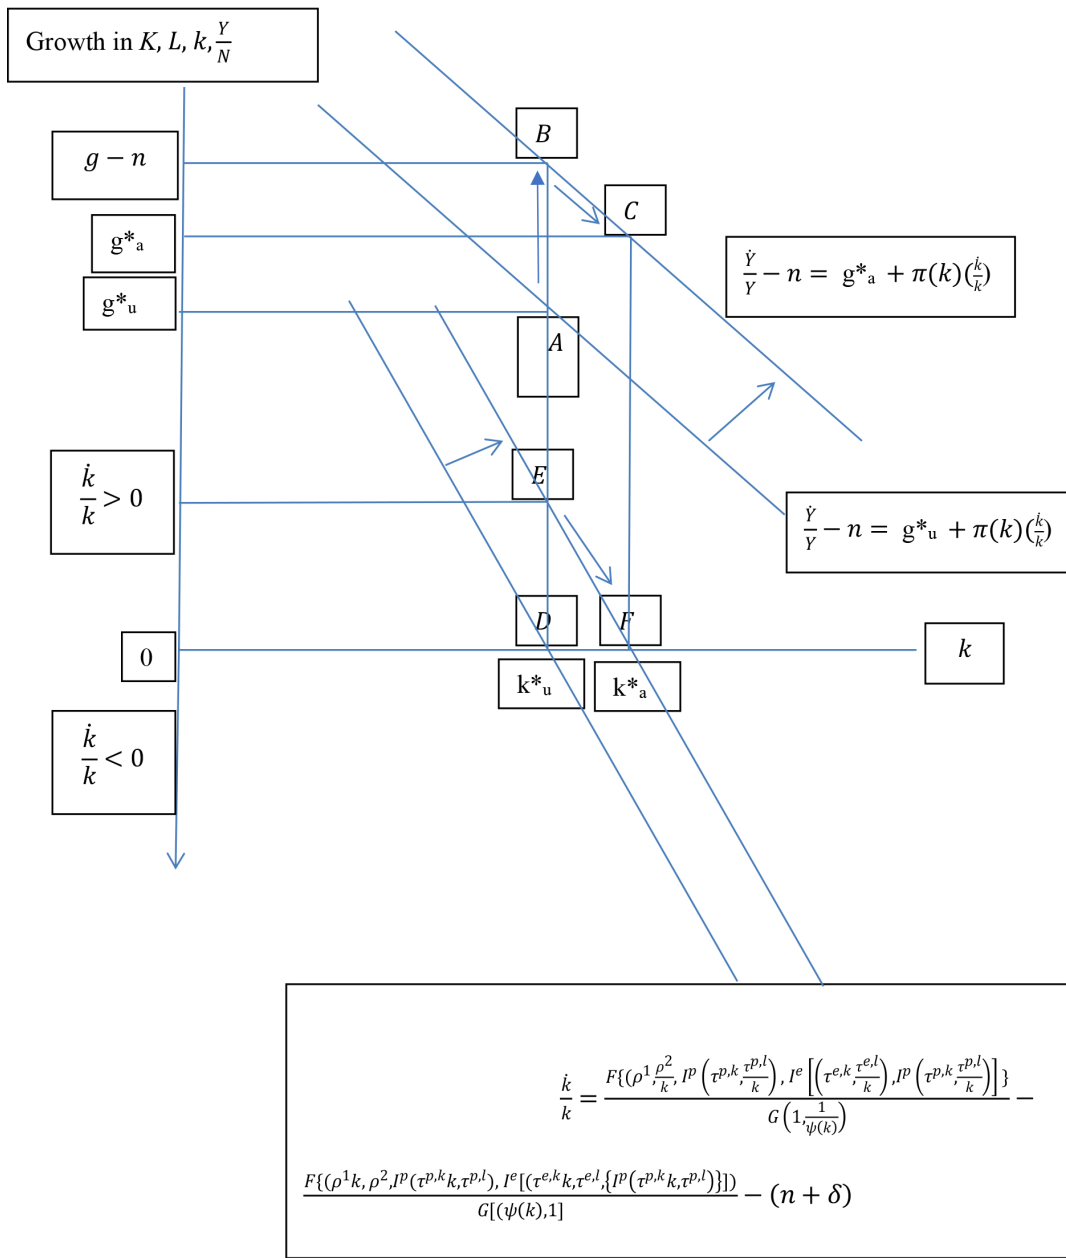 Growth in K, L, k, Y/N
B
g − n
C
g*ₐ
Ẏ/Y − n = g*ₐ + π(k)(k̇/k)
g*ᵤ
A
E
k̇/k > 0
Ẏ/Y − n = g*ᵤ + π(k)(k̇/k)
D
F
0
k
k*ᵤ
k*ₐ
k̇/k < 0
k̇/k = F{(ρ¹, ρ²/k, I^p(τ^{p,k}, τ^{p,l}/k), I^e[(τ^{e,k}, τ^{e,l}/k), I^p(τ^{p,k}, τ^{p,l}/k)]} / G(1, 1/ψ(k)) −
F{(ρ¹k, ρ², I^p(τ^{p,k}k, τ^{p,l}), I^e[(τ^{e,k}k, τ^{e,l}, {I^p(τ^{p,k}k, τ^{p,l})}]) / G[(ψ(k), 1] − (n + δ)